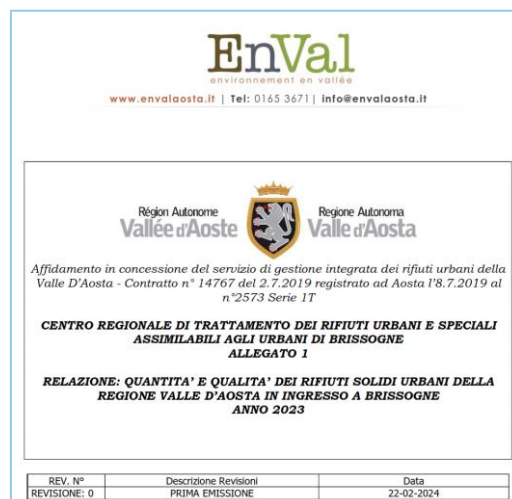 EnVal
environnement en vallée
www.envalaosta.it | Tel: 0165 3671| info@envalaosta.it
Région Autonome
Vallée d'Aoste
Regione Autonoma
Valle d'Aosta
Affidamento in concessione del servizio di gestione integrata dei rifiuti urbani della
Valle D'Aosta - Contratto n° 14767 del 2.7.2019 registrato ad Aosta l'8.7.2019 al
n°2573 Serie 1T
CENTRO REGIONALE DI TRATTAMENTO DEI RIFIUTI URBANI E SPECIALI
ASSIMILABILI AGLI URBANI DI BRISSOGNE
ALLEGATO 1
RELAZIONE: QUANTITA' E QUALITA' DEI RIFIUTI SOLIDI URBANI DELLA
REGIONE VALLE D'AOSTA IN INGRESSO A BRISSOGNE
ANNO 2023
REV. N° Descrizione Revisioni Data
REVISIONE: 0 PRIMA EMISSIONE 22-02-2024